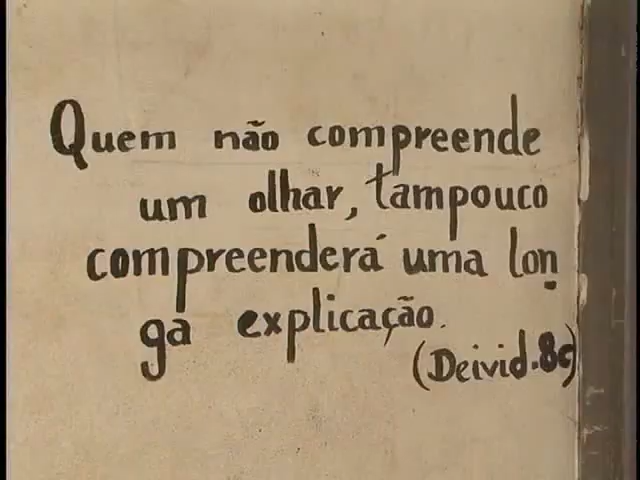 Quem não compreende
um olhar, tampouco
compreenderá uma lon
ga explicação.
(Deivid.8c)